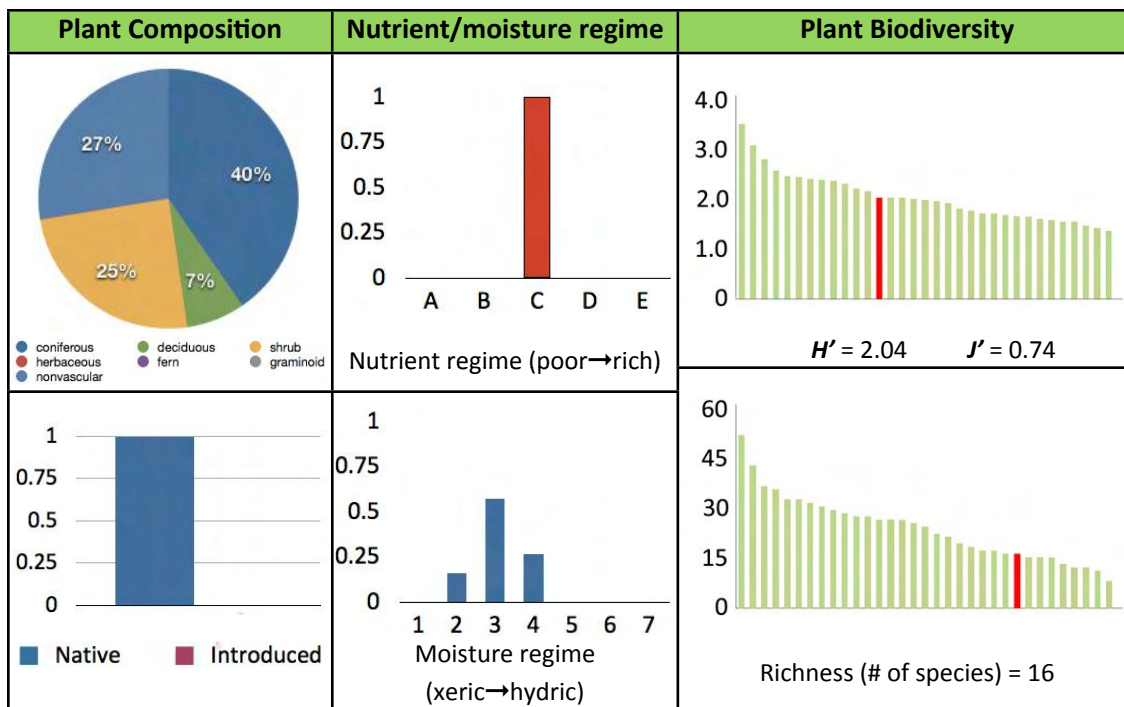 Plant Composition
Nutrient/moisture regime
Plant Biodiversity
27%
40%
25%
7%
coniferous
deciduous
shrub
herbaceous
fern
graminoid
nonvascular
1
0.75
0.5
0.25
0
A B C D E
Nutrient regime (poor→rich)
4.0
3.0
2.0
1.0
0
H’ = 2.04 J’ = 0.74
1
0.75
0.5
0.25
0
Native Introduced
1
0.75
0.5
0.25
0
1 2 3 4 5 6 7
Moisture regime
(xeric→hydric)
60
45
30
15
0
Richness (# of species) = 16